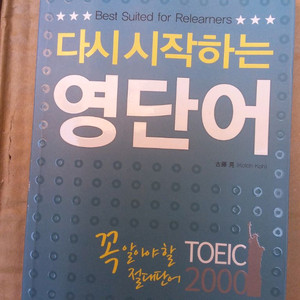 ★★★ Best Suited for Relearners ★★★
다시 시작하는
영단어
꼭 알아야 할
절대단어
TOEIC
2000